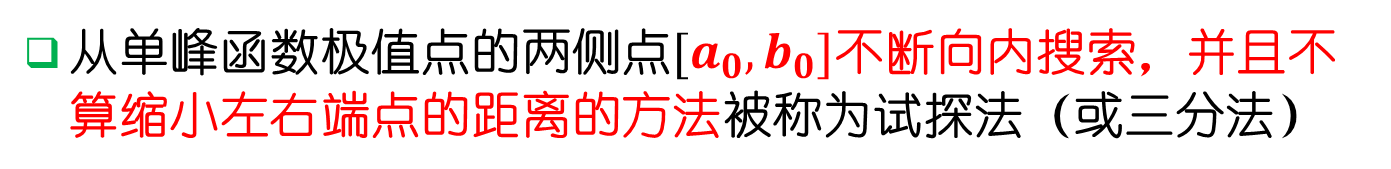 从单峰函数极值点的两侧点[a₀, b₀]不断向内搜索，并且不
算缩小左右端点的距离的方法被称为试探法（或三分法）